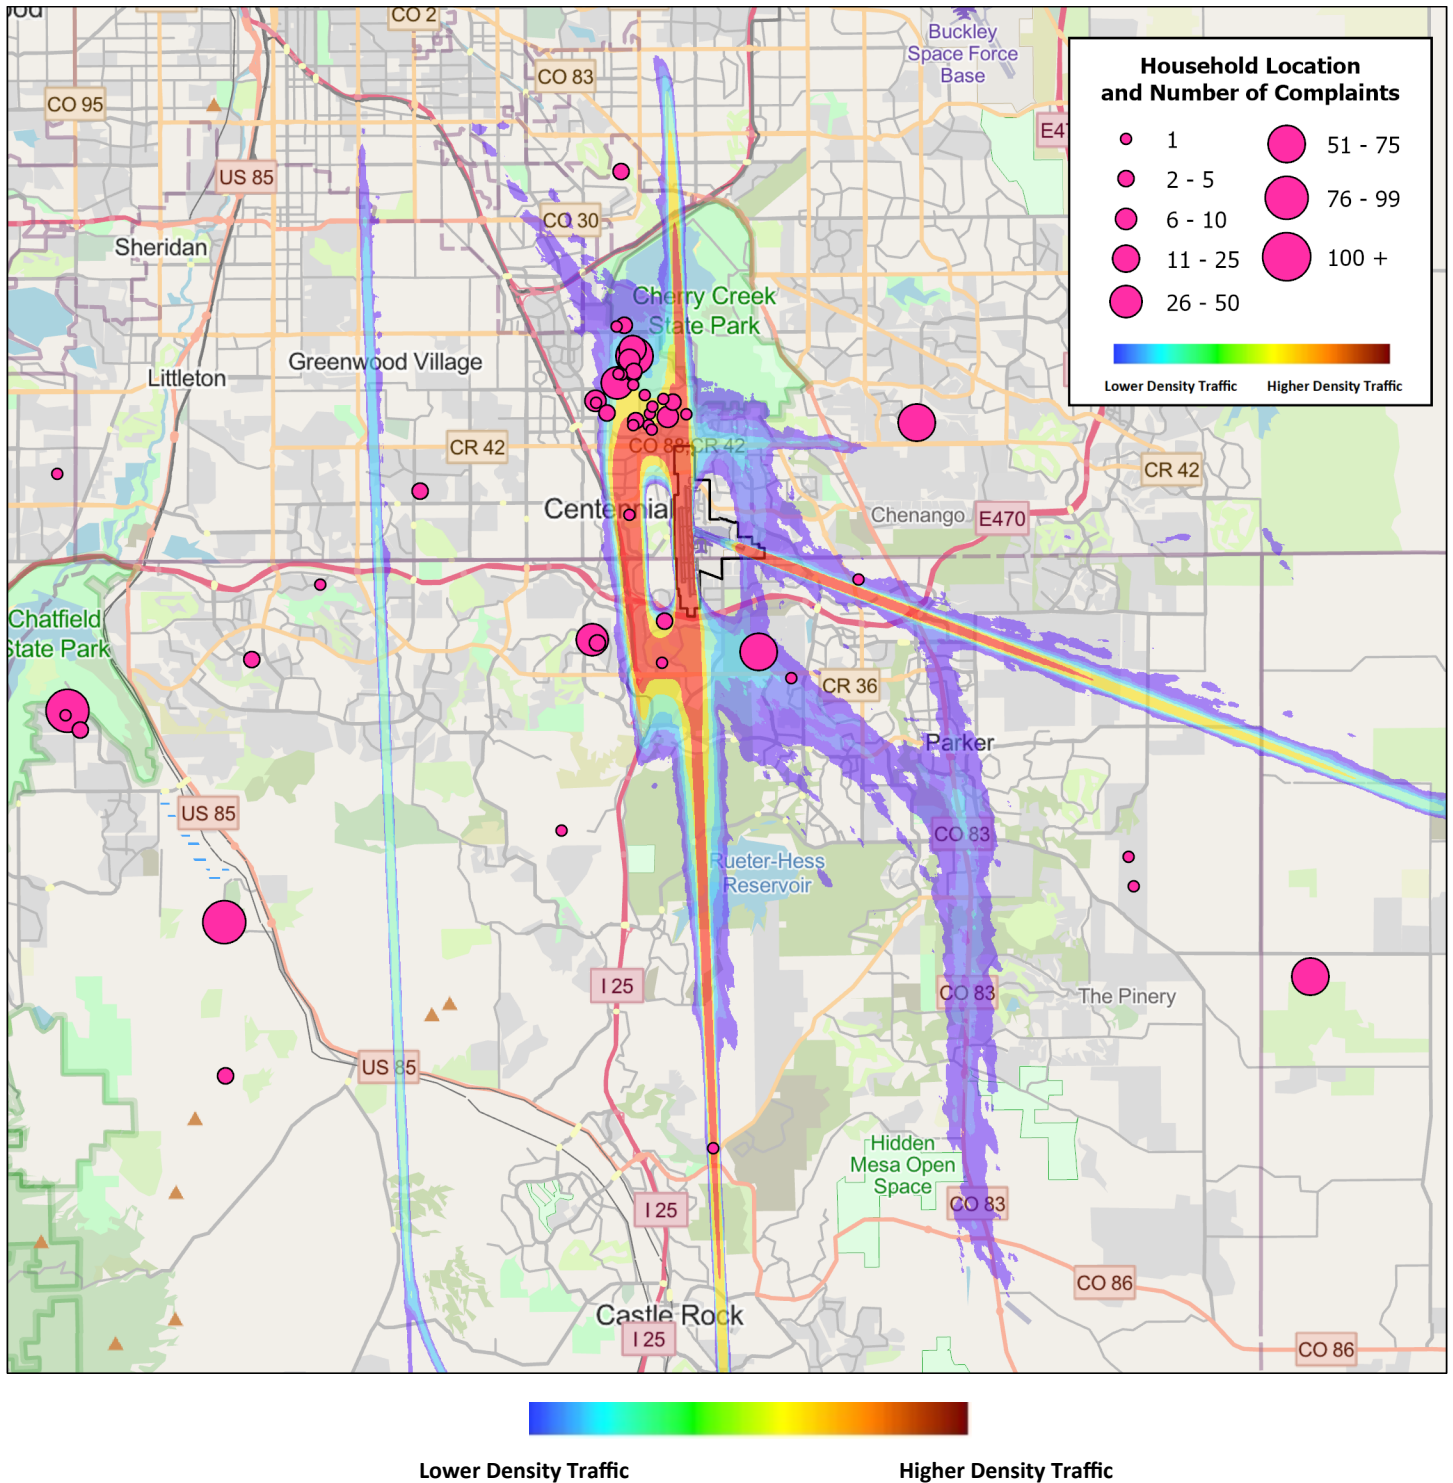 CO 2
Buckley
Space Force
Base
CO 83
CO 95
E47
US 85
CO 30
Sheridan
Cherry Creek
State Park
Greenwood Village
Littleton
CR 42
CO 88;CR 42
CR 42
Centennial
Chenango
E470
Chatfield
State Park
CR 36
Parker
US 85
CO 83
Rueter-Hess
Reservoir
I 25
CO 83
The Pinery
US 85
Hidden
Mesa Open
Space
I 25
CO 83
CO 86
Castle Rock
I 25
CO 86
Household Location
and Number of Complaints
1
2 - 5
6 - 10
11 - 25
26 - 50
51 - 75
76 - 99
100 +
Lower Density Traffic
Higher Density Traffic
Lower Density Traffic
Higher Density Traffic